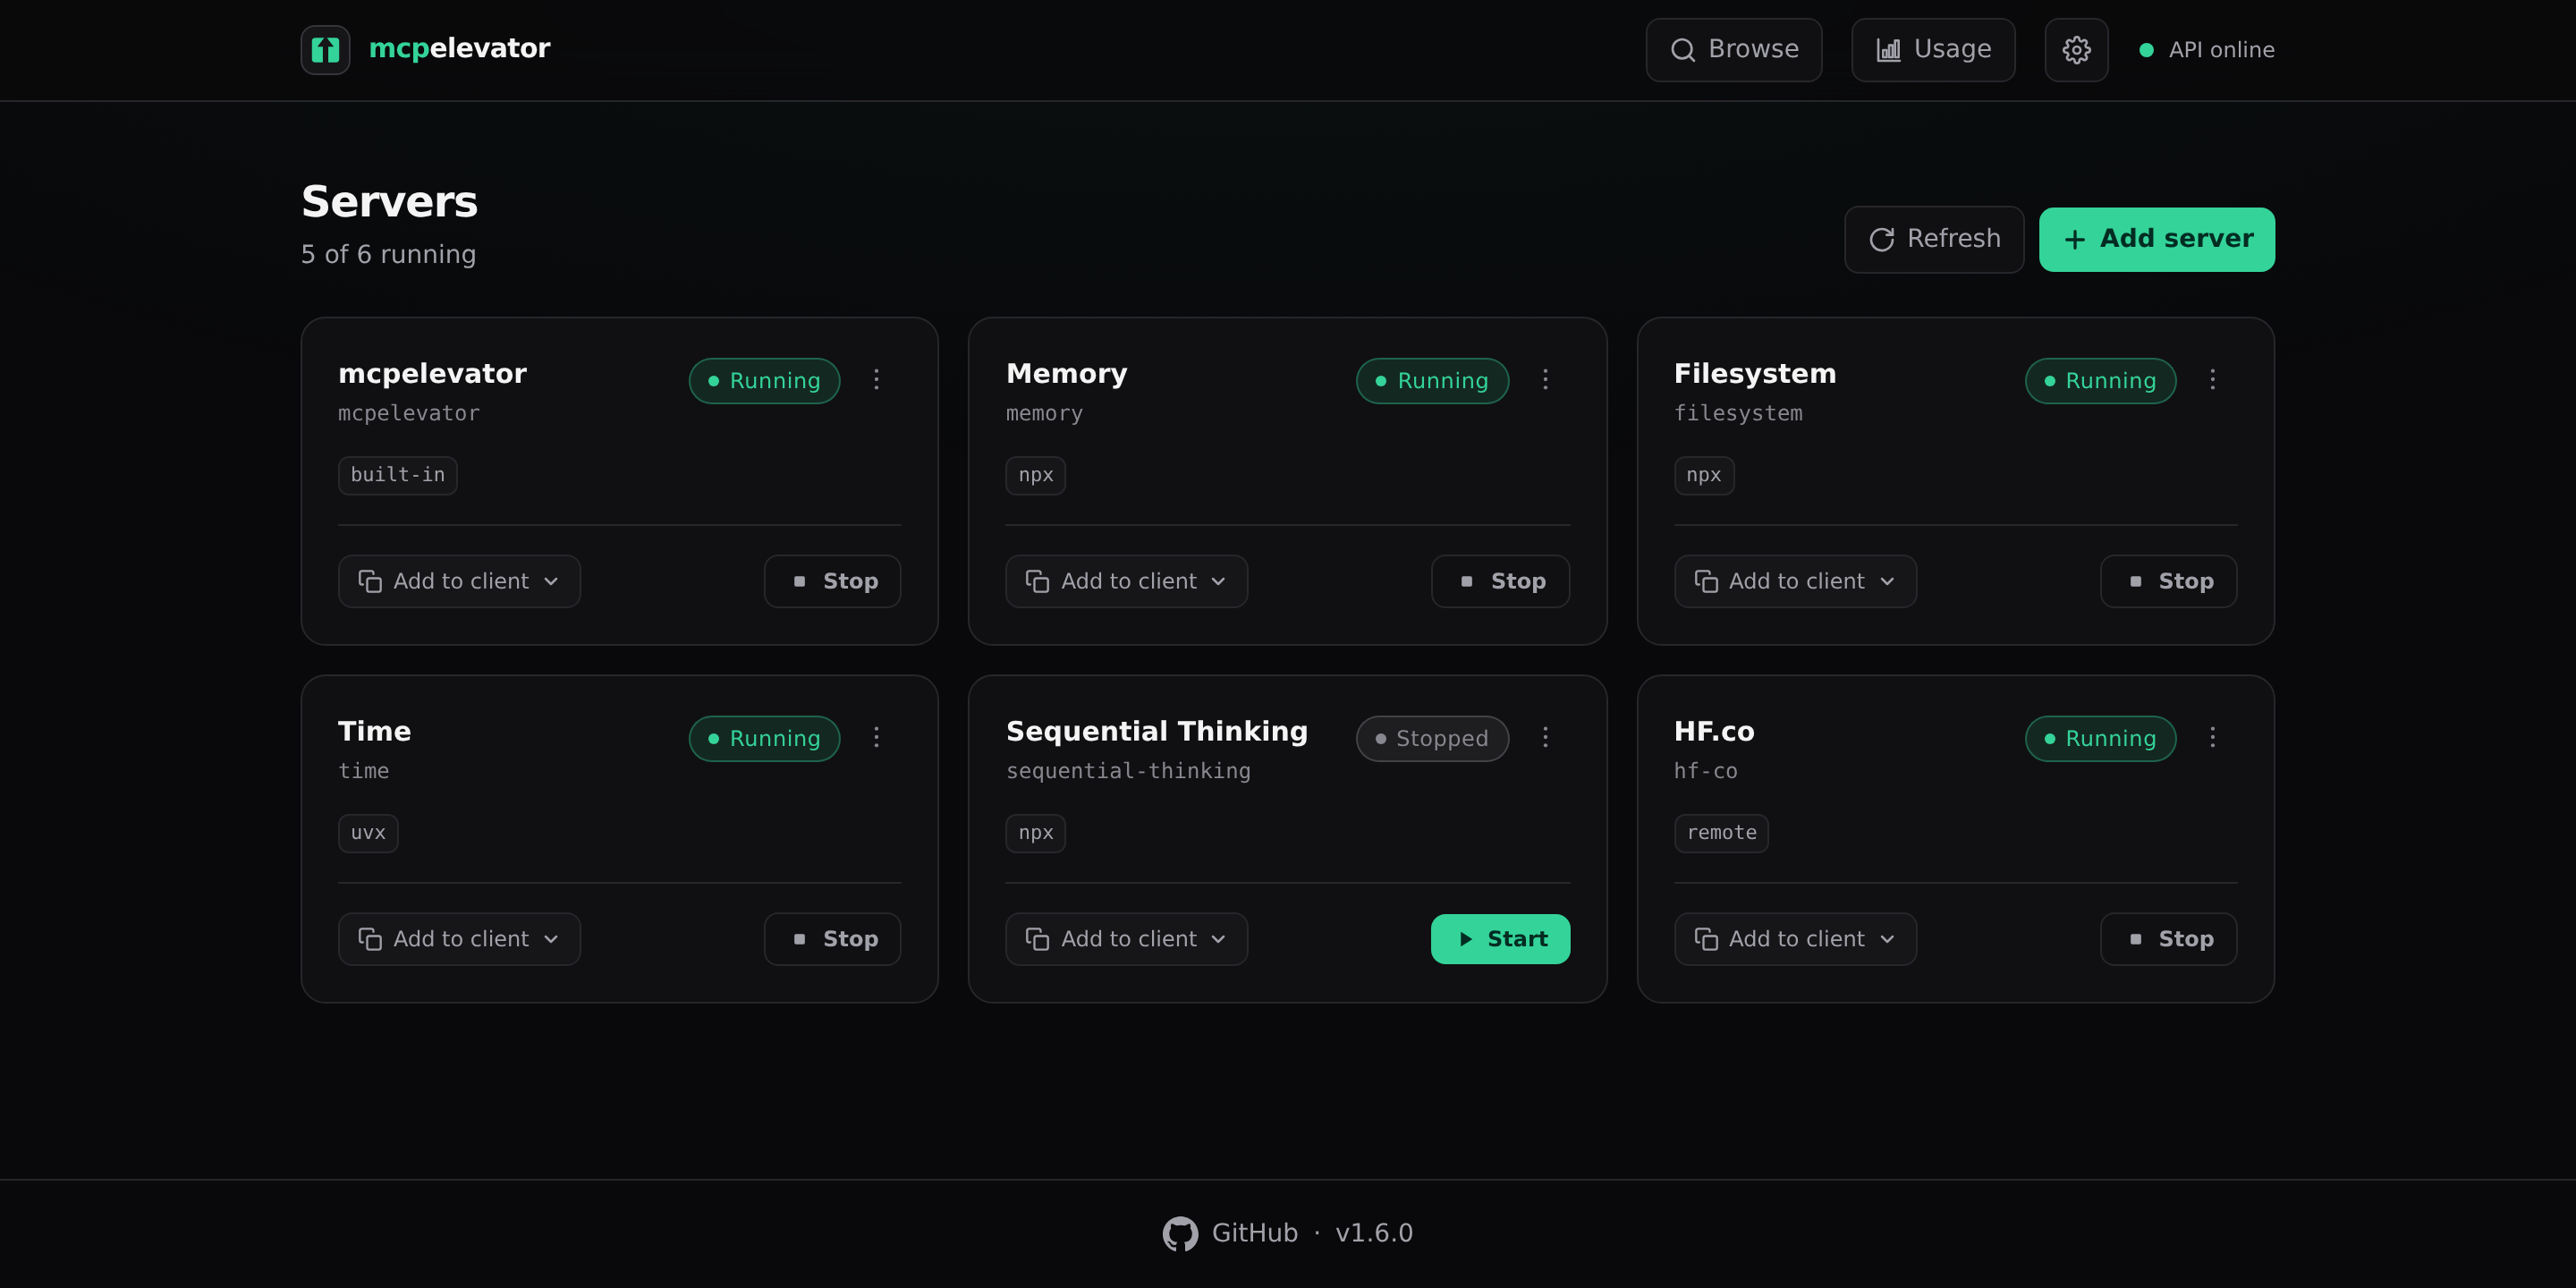 mcpelevator
Browse
Usage
API online
Servers
5 of 6 running
Refresh
Add server
mcpelevator
Running
mcpelevator
built-in
Add to client
Stop
Memory
Running
memory
npx
Add to client
Stop
Filesystem
Running
filesystem
npx
Add to client
Stop
Time
Running
time
uvx
Add to client
Stop
Sequential Thinking
Stopped
sequential-thinking
npx
Add to client
Start
HF.co
Running
hf-co
remote
Add to client
Stop
GitHub · v1.6.0